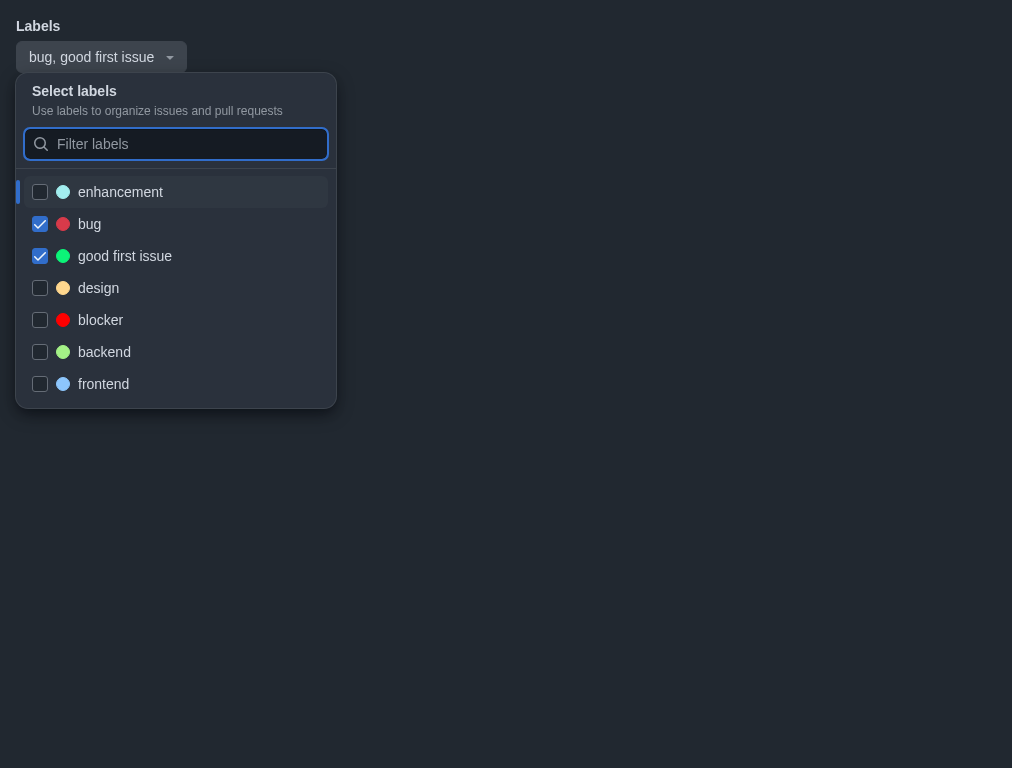 Labels
bug, good first issue
Select labels
Use labels to organize issues and pull requests
Filter labels
enhancement
bug
good first issue
design
blocker
backend
frontend